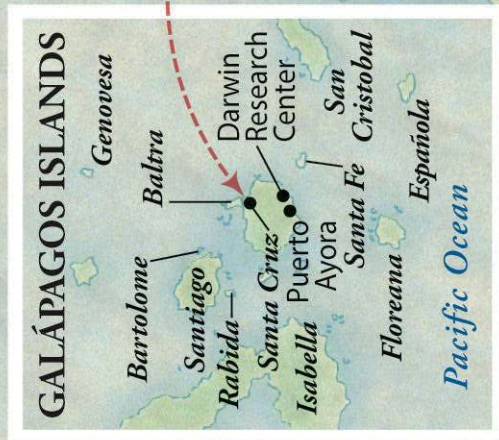 GALÁPAGOS ISLANDS
Genovesa
Bartolome
Baltra
Santiago
Rabida
Darwin
Research
Center
Santa Cruz
Puerto
Ayora
Isabella
Santa Fe
San
Cristobal
Floreana
Española
Pacific Ocean